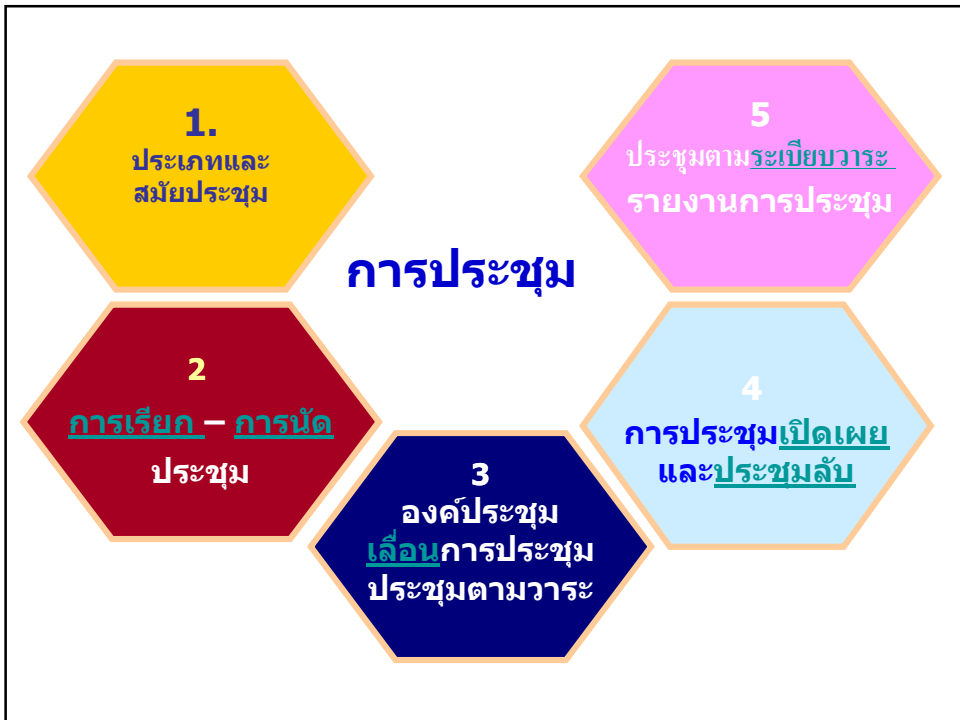 การประชุม
1.
ประเภทและ
สมัยประชุม
2
การเรียก – การนัด
ประชุม
3
องค์ประชุม
เลื่อนการประชุม
ประชุมตามวาระ
4
การประชุมเปิดเผย
และประชุมลับ
5
ประชุมตามระเบียบวาระ
รายงานการประชุม